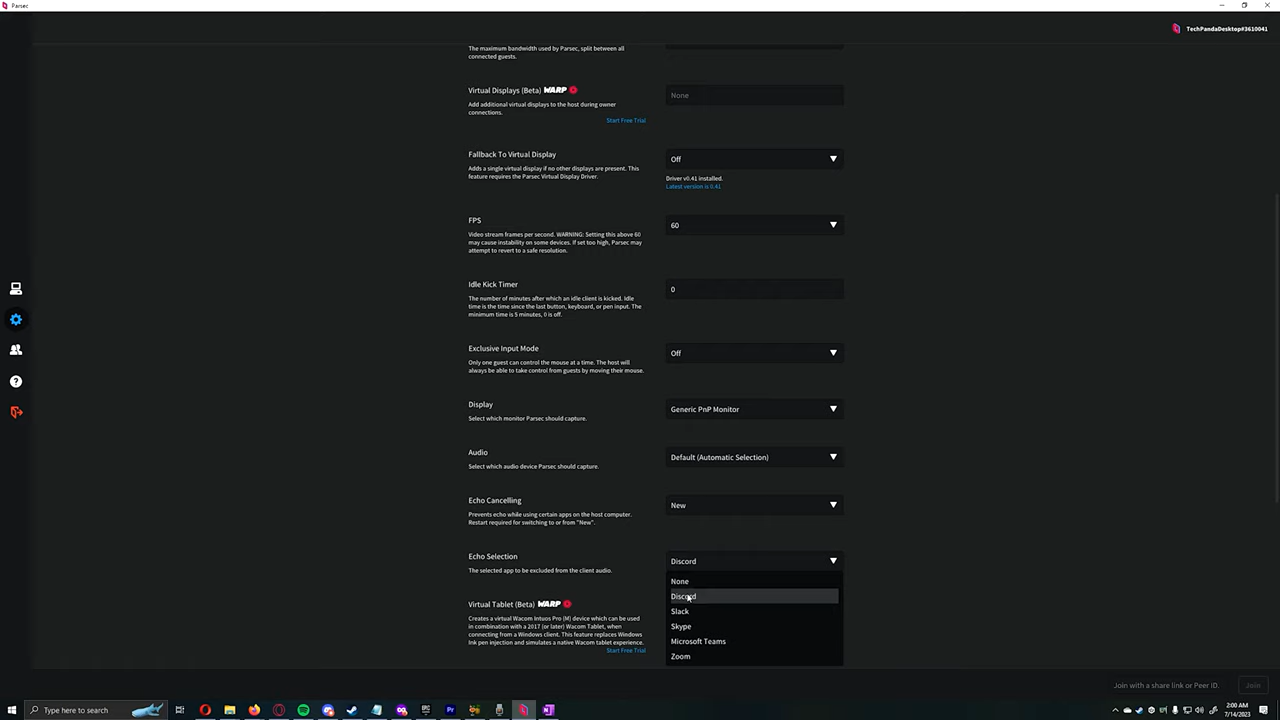 Parsec
TechPandaDesktop#3610041
The maximum bandwidth used by Parsec, split between all
connected guests.
Virtual Displays (Beta) WARP
Add additional virtual displays to the host during owner
connections.
Start Free Trial
None
Fallback To Virtual Display
Adds a single virtual display if no other displays are present. This
feature requires the Parsec Virtual Display Driver.
Off
Driver v0.41 installed.
Latest version is 0.41
FPS
Video stream frames per second. WARNING: Setting this above 60
may cause instability on some devices. If set too high, Parsec may
attempt to revert to a safe resolution.
60
Idle Kick Timer
The number of minutes after which an idle client is kicked. Idle
time is the time since the last button, keyboard, or pen input. The
minimum time is 5 minutes, 0 is off.
0
Exclusive Input Mode
Only one guest can control the mouse at a time. The host will
always be able to take control from guests by moving their mouse.
Off
Display
Select which monitor Parsec should capture.
Generic PnP Monitor
Audio
Select which audio device Parsec should capture.
Default (Automatic Selection)
Echo Cancelling
Prevents echo while using certain apps on the host computer.
Restart required for switching to or from "New".
New
Echo Selection
The selected app to be excluded from the client audio.
Discord
None
Discord
Slack
Skype
Microsoft Teams
Zoom
Virtual Tablet (Beta) WARP
Creates a virtual Wacom Intuos Pro (M) device which can be used
in combination with a 2017 (or later) Wacom Tablet, when
connecting from a Windows client. This feature replaces Windows
Ink pen injection and simulates a native Wacom tablet experience.
Start Free Trial
Join with a share link or Peer ID.
Join
Type here to search
2:00 AM
7/14/2023